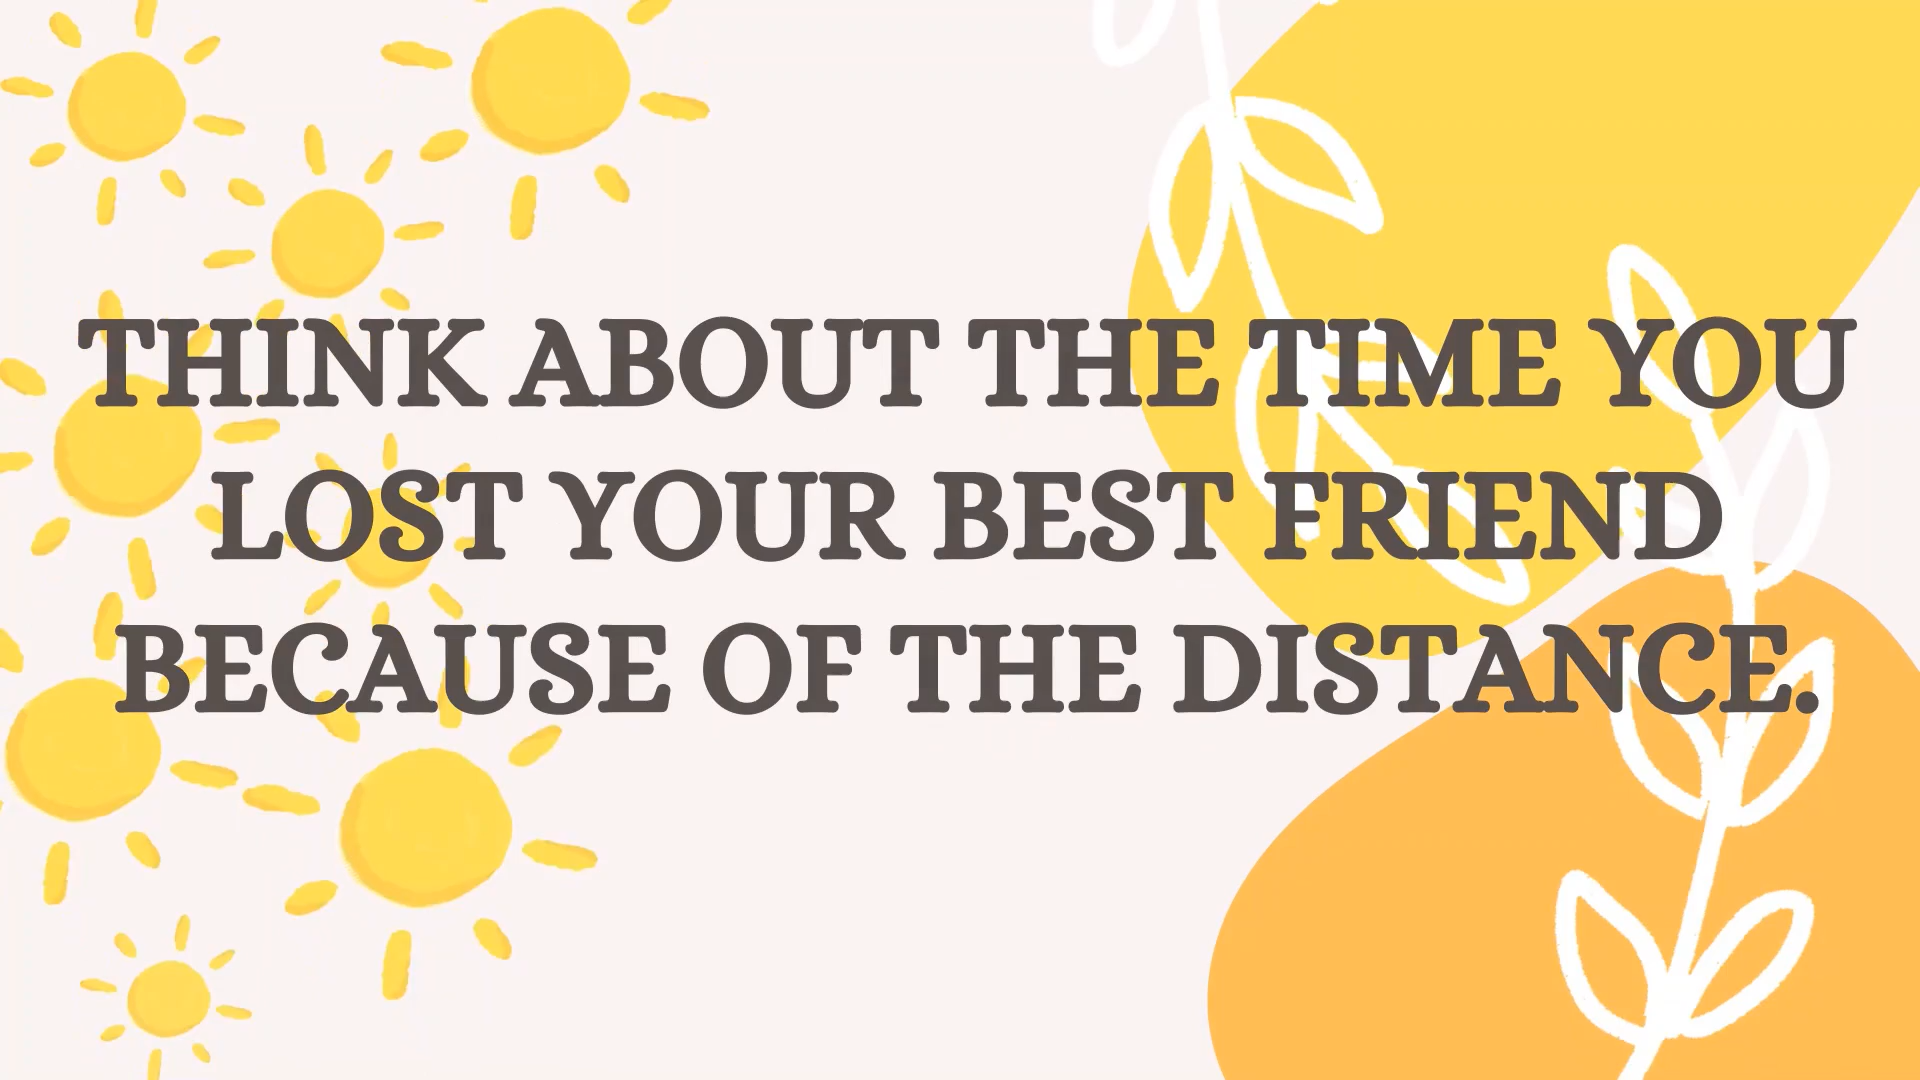 THINK ABOUT THE TIME YOU
LOST YOUR BEST FRIEND
BECAUSE OF THE DISTANCE.